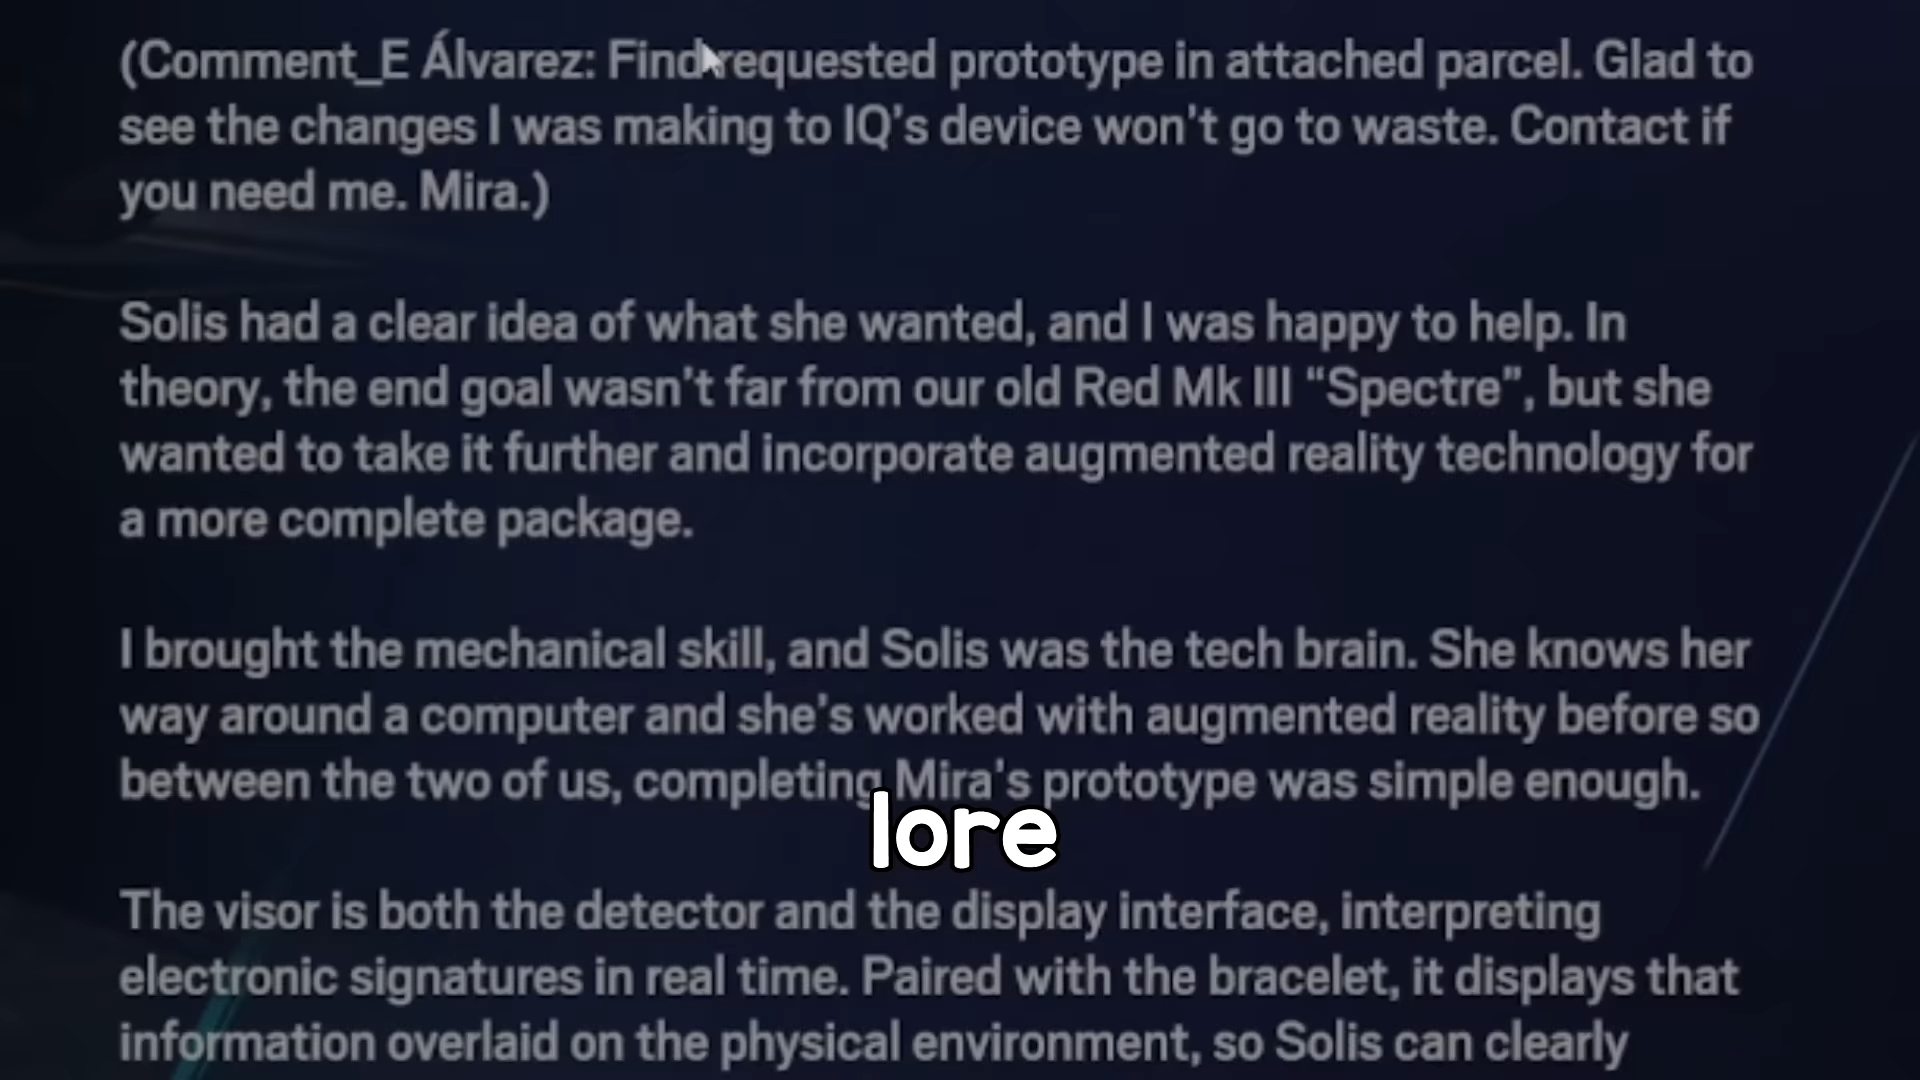 (Comment_E Álvarez: Find requested prototype in attached parcel. Glad to
see the changes I was making to IQ's device won't go to waste. Contact if
you need me. Mira.)
Solis had a clear idea of what she wanted, and I was happy to help. In
theory, the end goal wasn't far from our old Red Mk III “Spectre”, but she
wanted to take it further and incorporate augmented reality technology for
a more complete package.
I brought the mechanical skill, and Solis was the tech brain. She knows her
way around a computer and she's worked with augmented reality before so
between the two of us, completing Mira's prototype was simple enough.
lore
The visor is both the detector and the display interface, interpreting
electronic signatures in real time. Paired with the bracelet, it displays that
information overlaid on the physical environment, so Solis can clearly